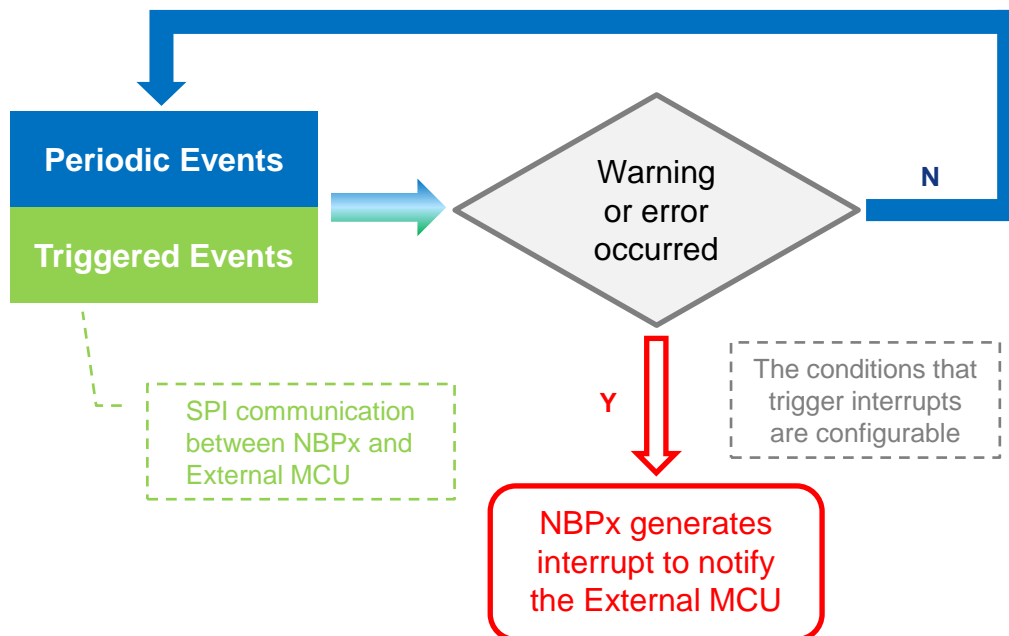 Periodic Events
Triggered Events
Warning
or error
occurred
N
Y
SPI communication
between NBPx and
External MCU
The conditions that
trigger interrupts
are configurable
NBPx generates
interrupt to notify
the External MCU